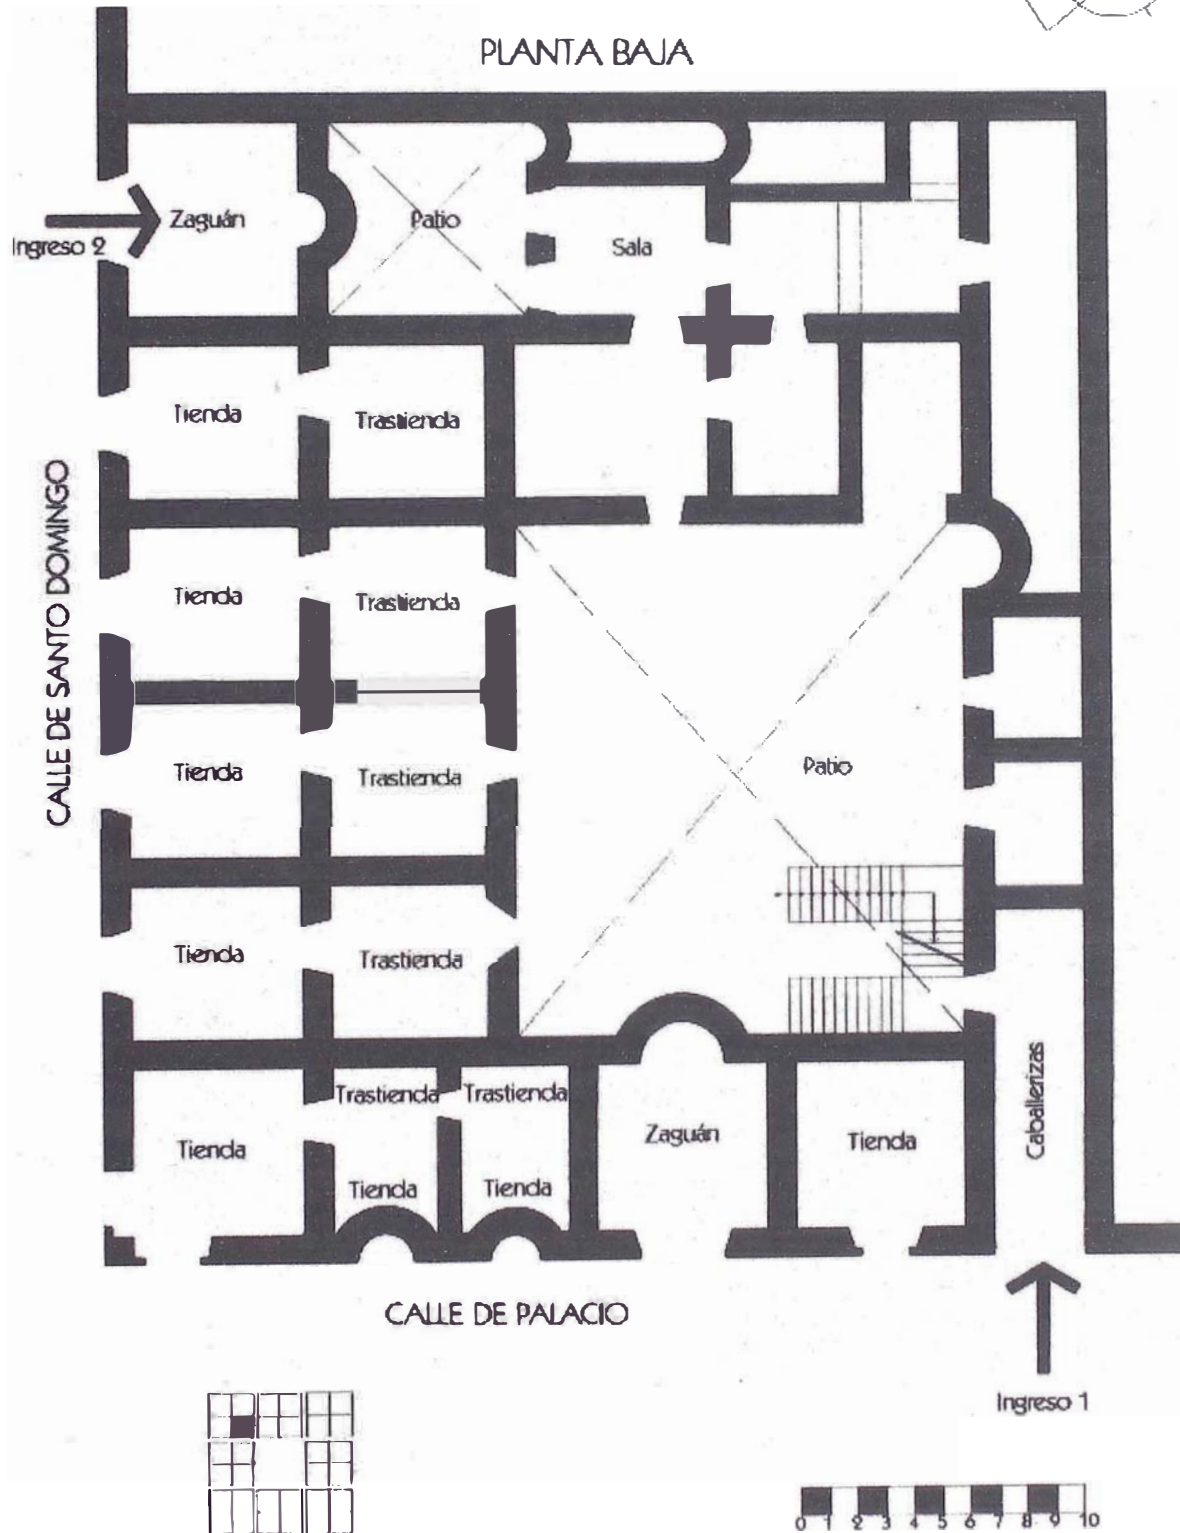 PLANTA BAJA
Zaguán
Patio
Sala
Ingreso 2
Tienda
Trastienda
Tienda
Trastienda
CALLE DE SANTO DOMINGO
Patio
Tienda
Trastienda
Tienda
Trastienda
Trastienda
Trastienda
Zaguán
Tienda
Caballerizas
Tienda
Tienda
Tienda
CALLE DE PALACIO
Ingreso 1
0 1 2 3 4 5 6 7 8 9 10